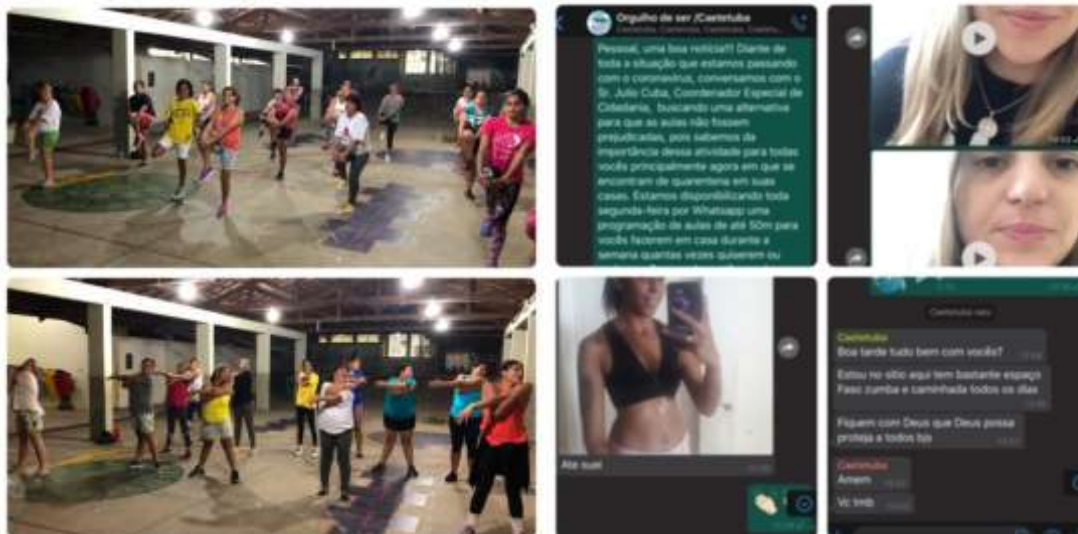 Orgulho de ser /Caetetuba
Pessoal, uma boa notícia!!! Diante de
toda a situação que estamos passando
com o coronavírus, conversamos com o
Sr. Julio Cuba, Coordenador Especial de
Cidadania, buscando uma alternativa
para que as aulas não fossem
prejudicadas, pois sabemos da
importância dessa atividade para todas
vocês principalmente agora em que se
encontram de quarentena em suas
casas. Estamos disponibilizando toda
segunda-feira por Whatsapp uma
programação de aulas de até 50m para
vocês fazerem em casa durante a
semana quantas vezes quiserem ou
Ate suei
Caetetuba
Boa tarde tudo bem com vocês?
Estou no sitio aqui tem bastante espaço
Faso zumba e caminhada todos os dias
Fiquem com Deus que Deus possa
proteja a todos bjs
Caetetuba
Amem
Vc tmb